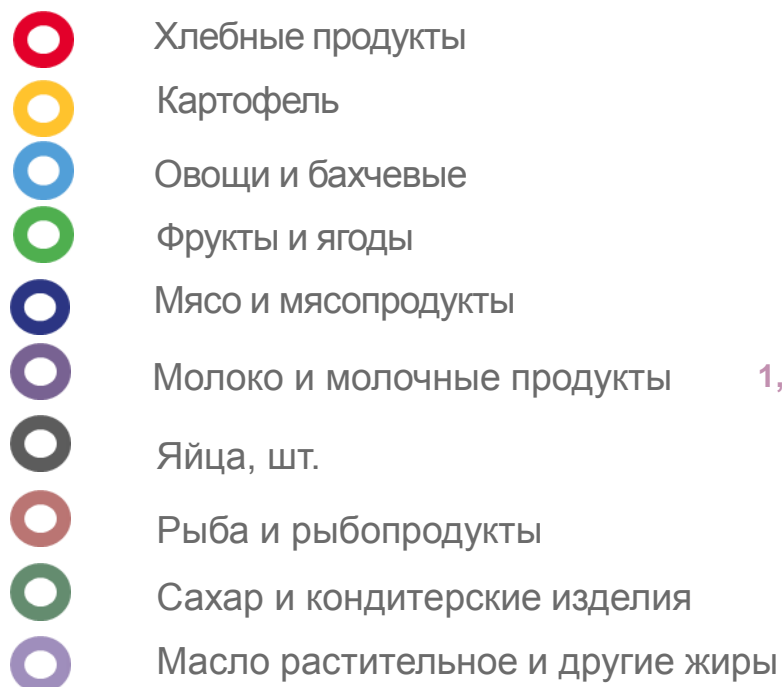 Хлебные продукты
Картофель
Овощи и бахчевые
Фрукты и ягоды
Мясо и мясопродукты
Молоко и молочные продукты 1,
Яйца, шт.
Рыба и рыбопродукты
Сахар и кондитерские изделия
Масло растительное и другие жиры